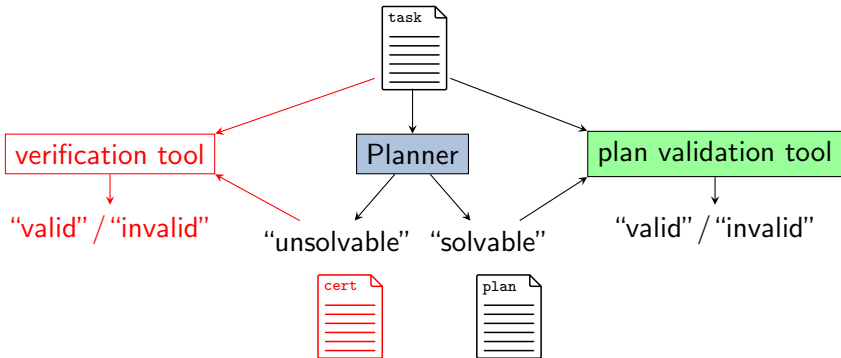 task
verification tool
Planner
plan validation tool
“valid” / “invalid”
“unsolvable”
“solvable”
“valid” / “invalid”
cert
plan